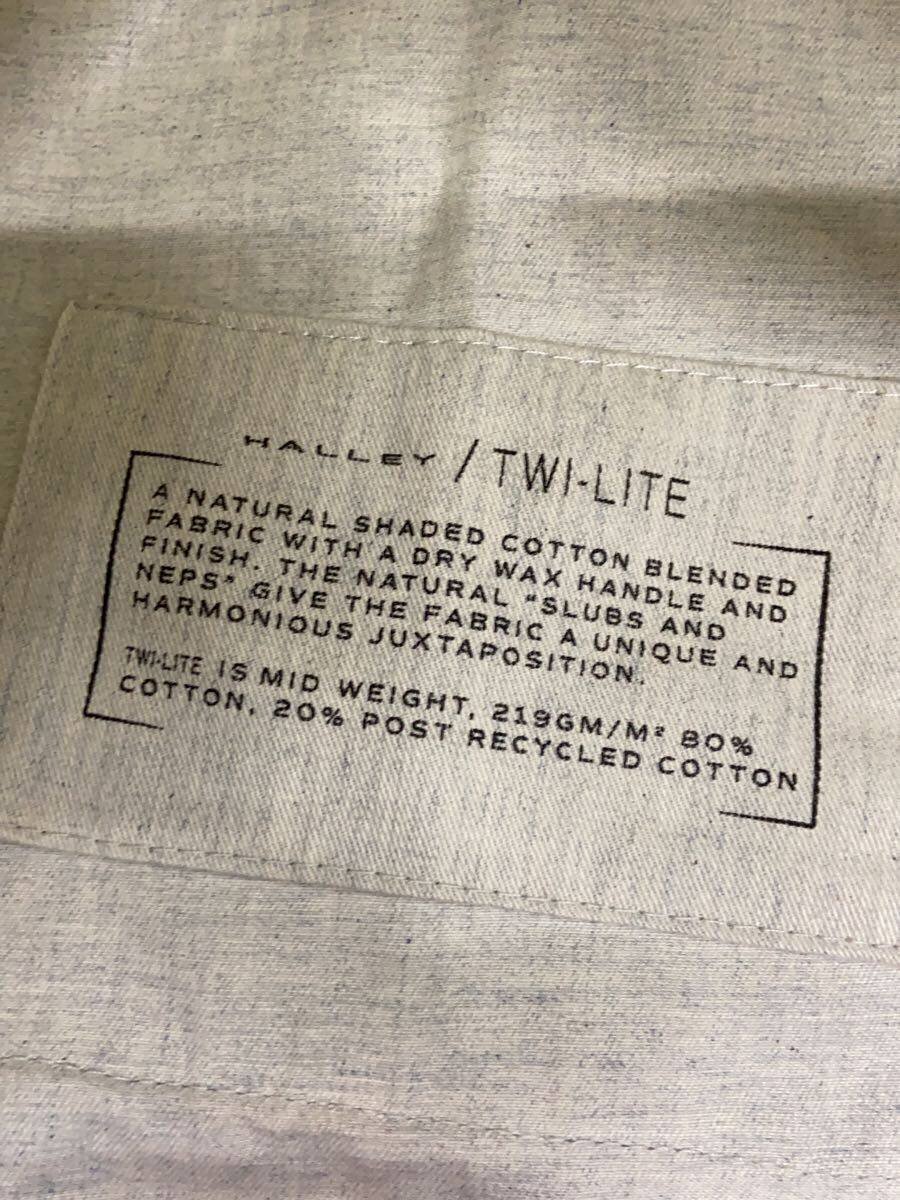 HALLEY / TWI-LITE
A NATURAL SHADED COTTON BLENDED
FABRIC WITH A DRY WAX HANDLE AND
FINISH. THE NATURAL "SLUBS AND
NEPS" GIVE THE FABRIC A UNIQUE AND
HARMONIOUS JUXTAPOSITION.
TWI-LITE IS MID WEIGHT, 219GM/M² 80%
COTTON, 20% POST RECYCLED COTTON